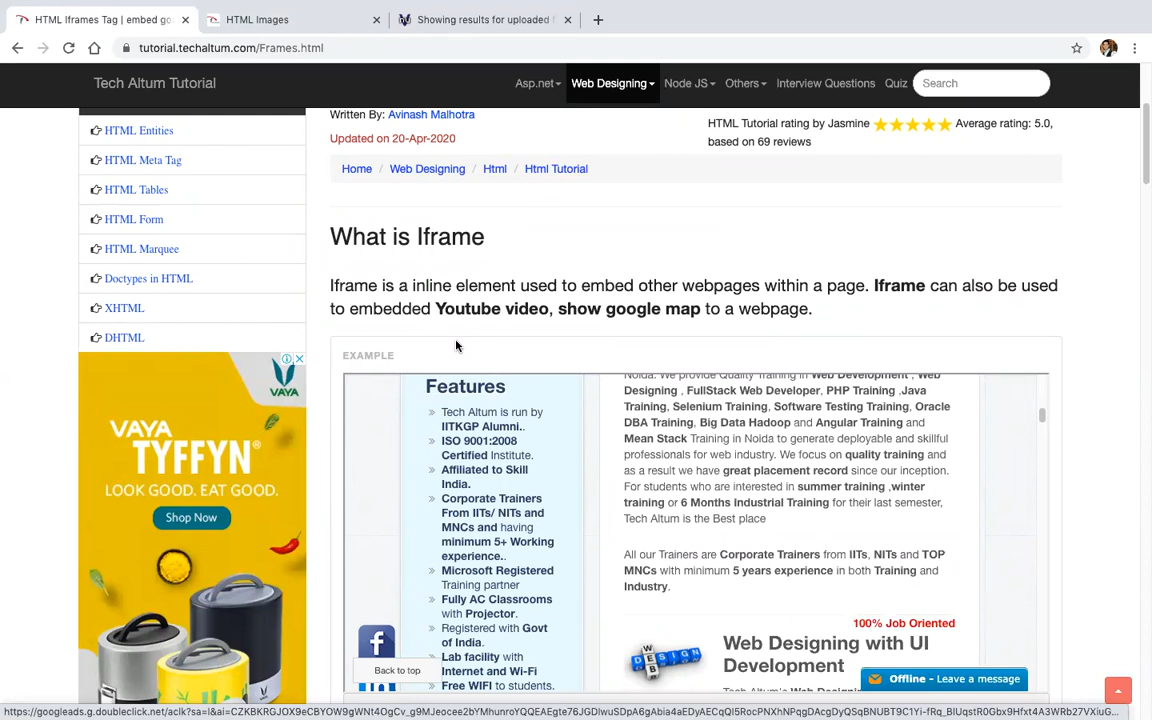 HTML Iframes Tag | embed go
HTML Images
Showing results for uploaded
tutorial.techaltum.com/Frames.html
Tech Altum Tutorial
Asp.net
Web Designing
Node JS
Others
Interview Questions
Quiz
Search
HTML Entities
HTML Meta Tag
HTML Tables
HTML Form
HTML Marquee
Doctypes in HTML
XHTML
DHTML
VAYA
VAYA
TYFFYN®
LOOK GOOD. EAT GOOD.
Shop Now
Written By: Avinash Malhotra
Updated on 20-Apr-2020
HTML Tutorial rating by Jasmine Average rating: 5.0,
based on 69 reviews
Home / Web Designing / Html / Html Tutorial
What is Iframe
Iframe is a inline element used to embed other webpages within a page. Iframe can also be used
to embedded Youtube video, show google map to a webpage.
EXAMPLE
Features
Tech Altum is run by
IITKGP Alumni..
ISO 9001:2008
Certified Institute.
Affiliated to Skill
India.
Corporate Trainers
From IITs/ NITs and
MNCs and having
minimum 5+ Working
experience..
Microsoft Registered
Training partner
Fully AC Classrooms
with Projector.
Registered with Govt
of India.
Lab facility with
Internet and Wi-Fi
Free WIFI to students.
Back to top
Noida. We provide Quality Training in Web Development , Web
Designing , FullStack Web Developer, PHP Training ,Java
Training, Selenium Training, Software Testing Training, Oracle
DBA Training, Big Data Hadoop and Angular Training and
Mean Stack Training in Noida to generate deployable and skillful
professionals for web industry. We focus on quality training and
as a result we have great placement record since our inception.
For students who are interested in summer training ,winter
training or 6 Months Industrial Training for their last semester,
Tech Altum is the Best place
All our Trainers are Corporate Trainers from IITs, NITs and TOP
MNCs with minimum 5 years experience in both Training and
Industry.
100% Job Oriented
WEB
DESIGN
Web Designing with UI
Development
Offline - Leave a message